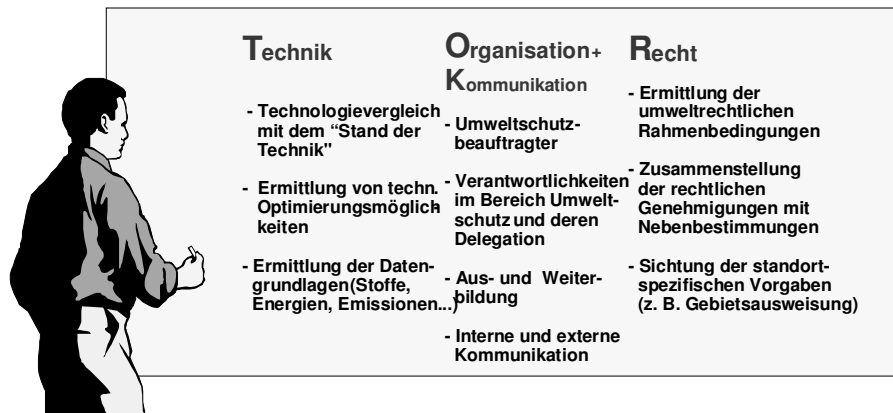 Technik
- Technologievergleich
mit dem “Stand der
Technik"
- Ermittlung von techn.
Optimierungsmöglich-
keiten
- Ermittlung der Daten-
grundlagen(Stoffe,
Energien, Emissionen...)
Organisation+
Kommunikation
- Umweltschutz-
beauftragter
- Verantwortlichkeiten
im Bereich Umwelt-
schutz und deren
Delegation
- Aus- und Weiter-
bildung
- Interne und externe
Kommunikation
Recht
- Ermittlung der
umweltrechtlichen
Rahmenbedingungen
- Zusammenstellung
der rechtlichen
Genehmigungen mit
Nebenbestimmungen
- Sichtung der standort-
spezifischen Vorgaben
(z. B. Gebietsausweisung)